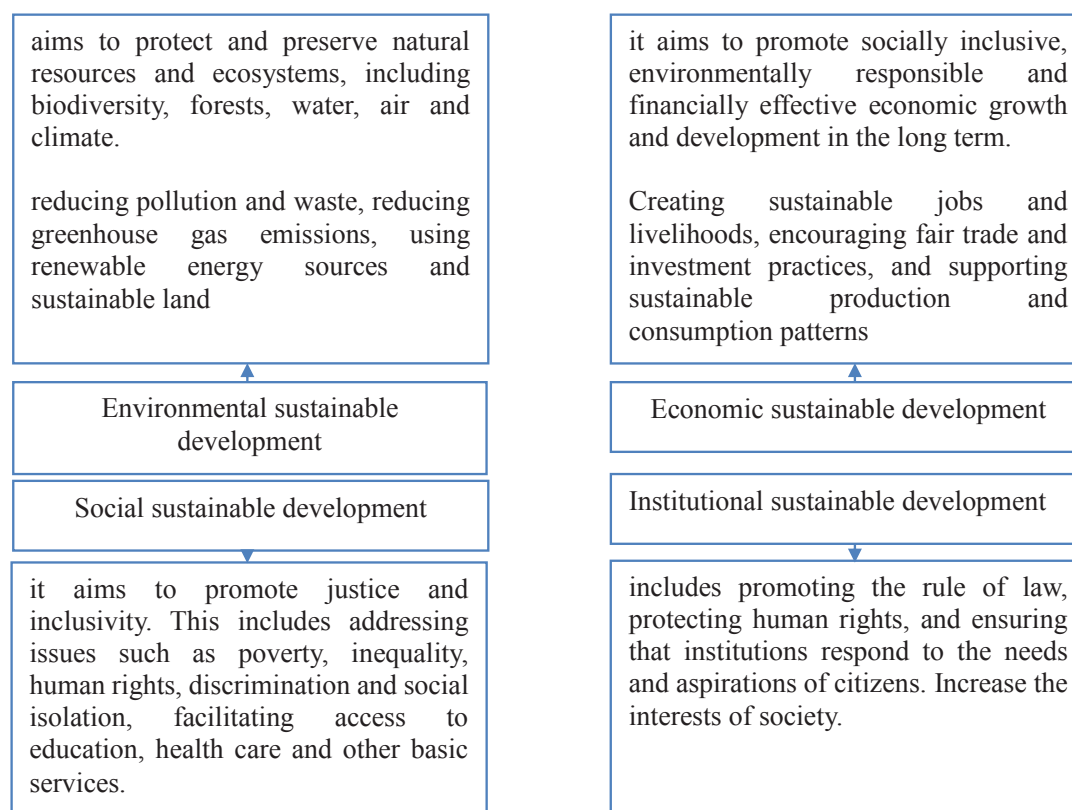 aims to protect and preserve natural
resources and ecosystems, including
biodiversity, forests, water, air and
climate.
reducing pollution and waste, reducing
greenhouse gas emissions, using
renewable energy sources and
sustainable land
it aims to promote socially inclusive,
environmentally responsible and
financially effective economic growth
and development in the long term.
Creating sustainable jobs and
livelihoods, encouraging fair trade and
investment practices, and supporting
sustainable production and
consumption patterns
Environmental sustainable
development
Economic sustainable development
Social sustainable development
Institutional sustainable development
it aims to promote justice and
inclusivity. This includes addressing
issues such as poverty, inequality,
human rights, discrimination and social
isolation, facilitating access to
education, health care and other basic
services.
includes promoting the rule of law,
protecting human rights, and ensuring
that institutions respond to the needs
and aspirations of citizens. Increase the
interests of society.